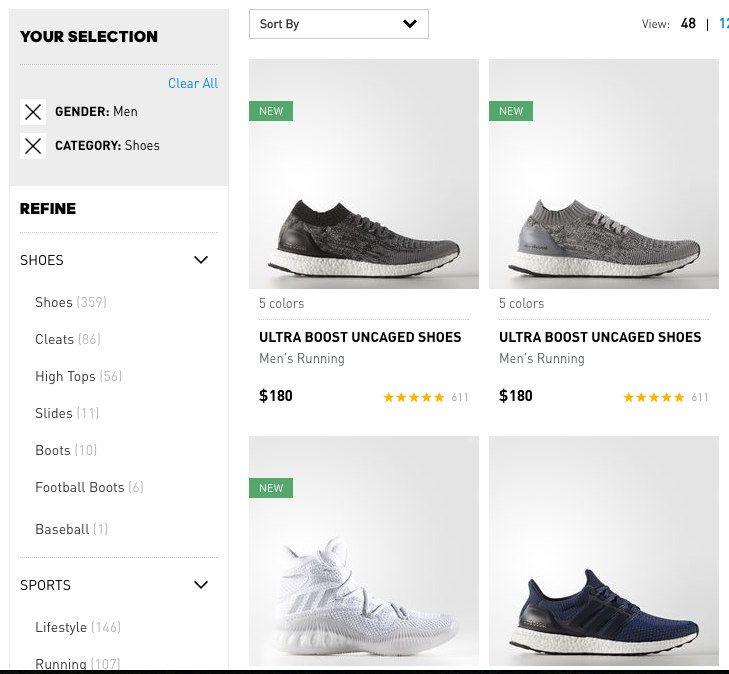 YOUR SELECTION
Clear All
GENDER: Men
CATEGORY: Shoes
REFINE
SHOES
Shoes (359)
Cleats (86)
High Tops (56)
Slides (11)
Boots (10)
Football Boots (6)
Baseball (1)
SPORTS
Lifestyle (146)
Running (107)
Sort By
View: 48 | 12
NEW
NEW
5 colors
5 colors
ULTRA BOOST UNCAGED SHOES
ULTRA BOOST UNCAGED SHOES
Men's Running
Men's Running
$180
611
$180
611
NEW